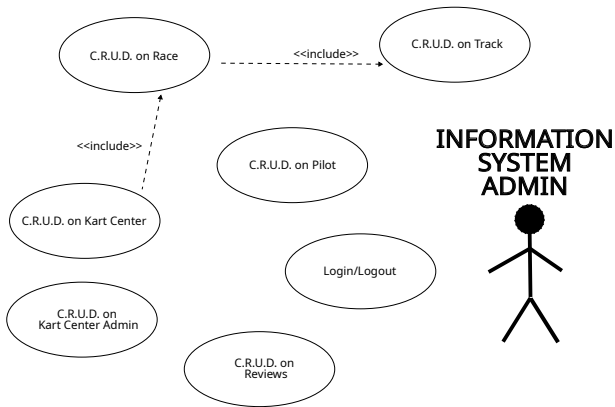 C.R.U.D. on Race
<<include>>
C.R.U.D. on Track
<<include>>
C.R.U.D. on Pilot
INFORMATION
SYSTEM
ADMIN
C.R.U.D. on Kart Center
Login/Logout
C.R.U.D. on
Kart Center Admin
C.R.U.D. on
Reviews